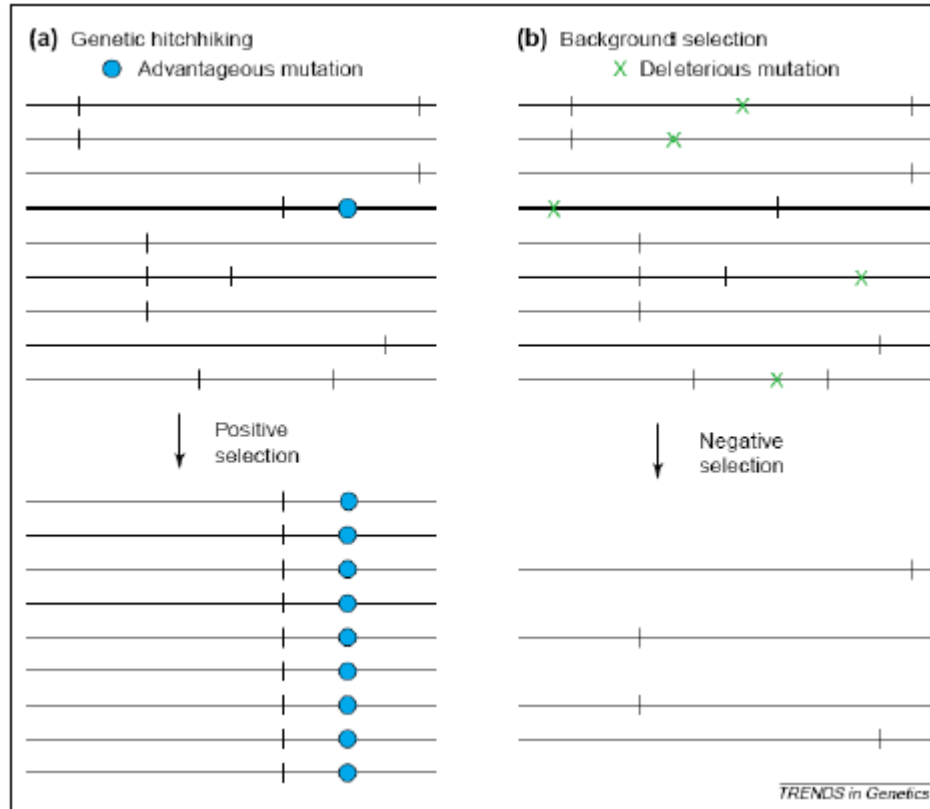 (a) Genetic hitchhiking
Advantageous mutation
(b) Background selection
X Deleterious mutation
Positive
selection
Negative
selection
TRENDS in Genetics